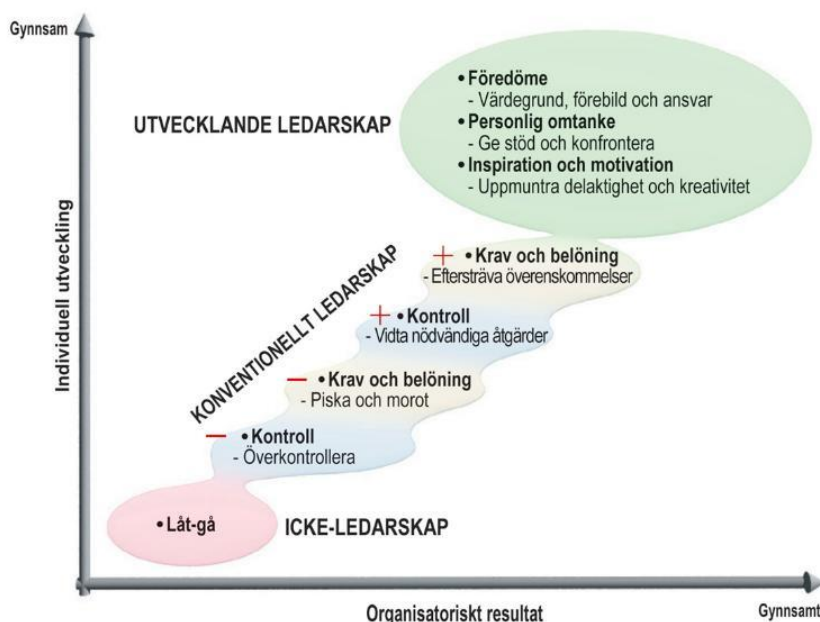 Gynnsam
• Föredöme
- Värdegrund, förebild och ansvar
UTVECKLANDE LEDARSKAP
• Personlig omtanke
- Ge stöd och konfrontera
• Inspiration och motivation
- Uppmuntra delaktighet och kreativitet
Individuell utveckling
KONVENTIONELLT LEDARSKAP
+ • Krav och belöning
- Eftersträva överenskommelser
+ • Kontroll
- Vidta nödvändiga åtgärder
− • Krav och belöning
- Piska och morot
− • Kontroll
- Överkontrollera
• Låt-gå
ICKE-LEDARSKAP
Organisatoriskt resultat
Gynnsamt